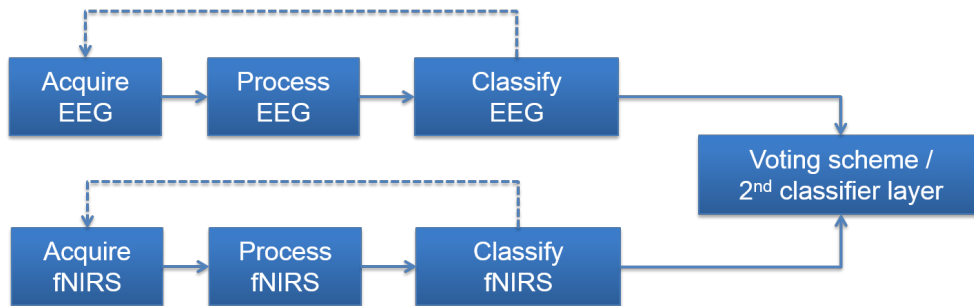 Acquire
EEG
Process
EEG
Classify
EEG
Voting scheme /
2nd classifier layer
Acquire
fNIRS
Process
fNIRS
Classify
fNIRS